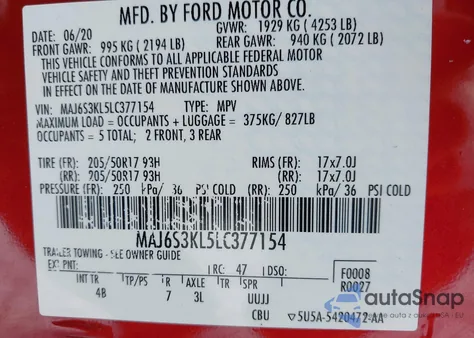 MFD. BY FORD MOTOR CO.
DATE: 06/20 GVWR: 1929 KG ( 4253 LB)
FRONT GAWR: 995 KG ( 2194 LB) REAR GAWR: 940 KG ( 2072 LB)
THIS VEHICLE CONFORMS TO ALL APPLICABLE FEDERAL MOTOR
VEHICLE SAFETY AND THEFT PREVENTION STANDARDS IN
EFFECT ON THE DATE OF MANUFACTURE SHOWN ABOVE.
VIN: MAJ6S3KL5LC377154 TYPE: MPV
MAXIMUM LOAD = OCCUPANTS + LUGGAGE = 375KG/ 827LB
OCCUPANTS = 5 TOTAL; 2 FRONT, 3 REAR
TIRE (FR): 205/50R17 93H RIMS (FR): 17x7.0J
(RR): 205/50R17 93H (RR): 17x7.0J
PRESSURE (FR): 250 kPa/ 36 PSI COLD (RR): 250 kPa/ 36 PSI COLD
MAJ6S3KL5LC377154
TRAILER TOWING - SEE OWNER GUIDE
EXT PNT: RC: 47 DSO: F0008
INT TR TP/PS R AXLE TR SPR R0027
4B 7 3L UUJJ
CBU 5U5A-5420472-AA
autoSnap